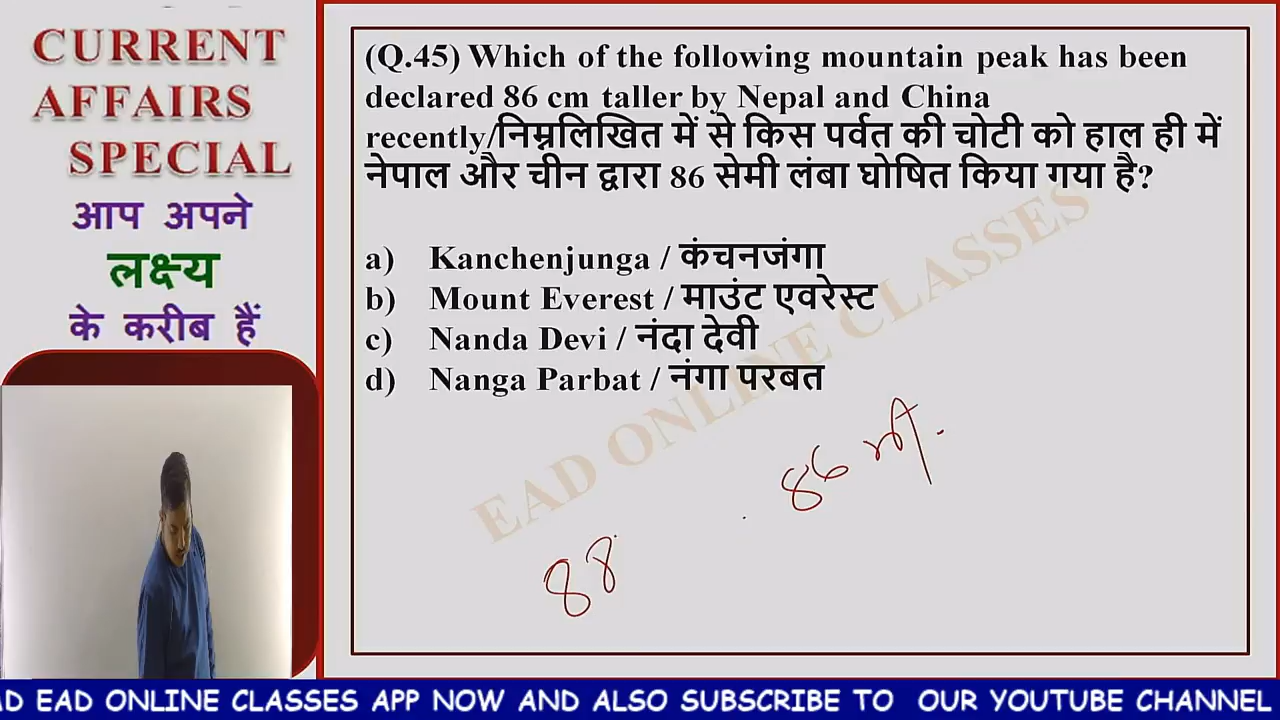 CURRENT
AFFAIRS
SPECIAL
आप अपने
लक्ष्य
के करीब हैं
(Q.45) Which of the following mountain peak has been
declared 86 cm taller by Nepal and China
recently/निम्नलिखित में से किस पर्वत की चोटी को हाल ही में
नेपाल और चीन द्वारा 86 सेमी लंबा घोषित किया गया है?
a) Kanchenjunga / कंचनजंगा
b) Mount Everest / माउंट एवरेस्ट
c) Nanda Devi / नंदा देवी
d) Nanga Parbat / नंगा परबत
EAD ONLINE CLASSES
86
88
AD EAD ONLINE CLASSES APP NOW AND ALSO SUBSCRIBE TO OUR YOUTUBE CHANNEL